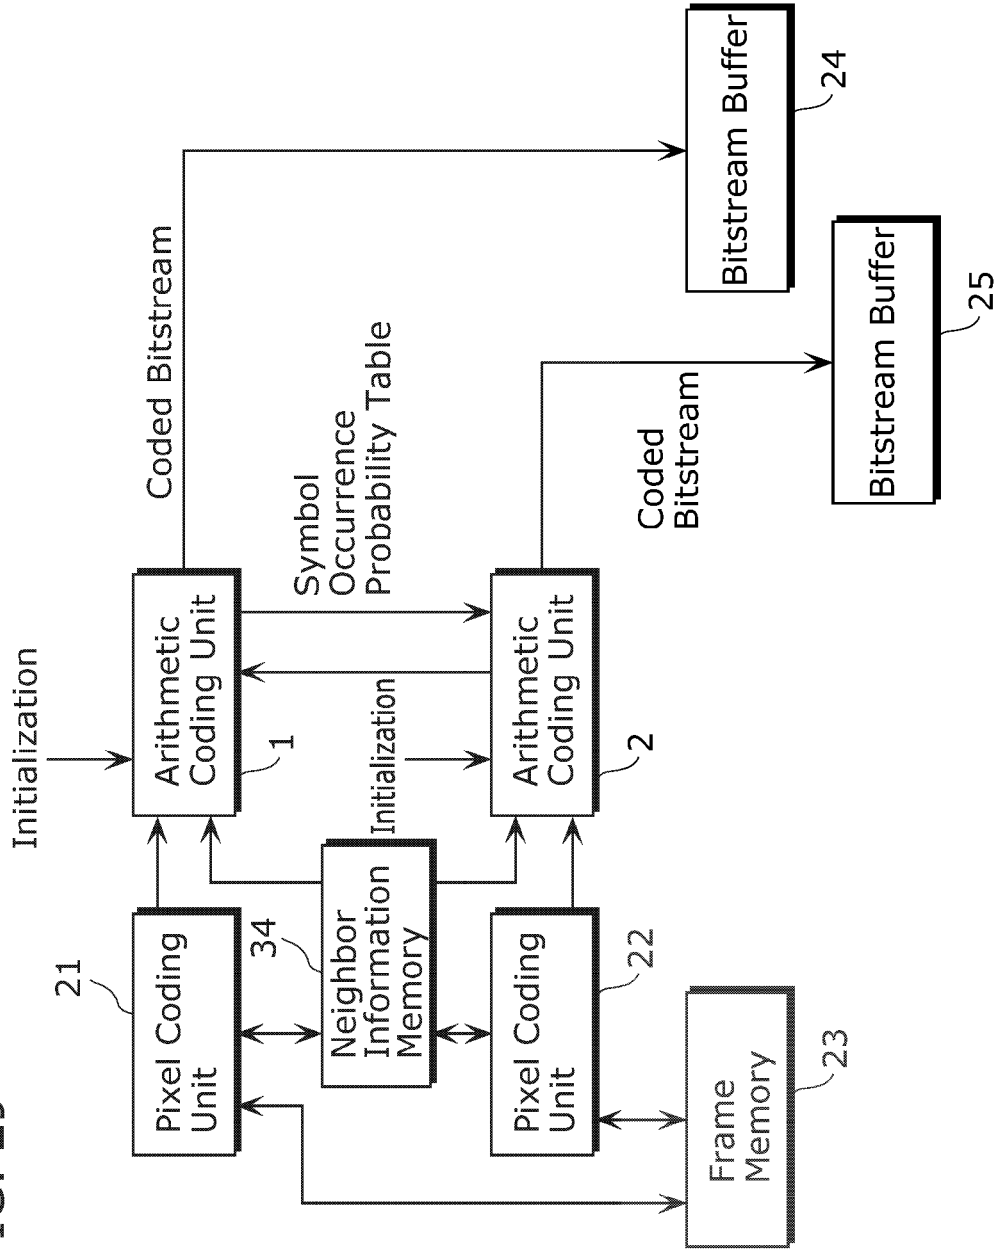 Initialization
21
Pixel Coding
Unit
Arithmetic
Coding Unit
1
Coded Bitstream
34
Neighbor
Information
Memory
Initialization
Symbol
Occurrence
Probability Table
Pixel Coding
Unit
22
Arithmetic
Coding Unit
2
Coded
Bitstream
Frame
Memory
23
Bitstream Buffer
24
Bitstream Buffer
25